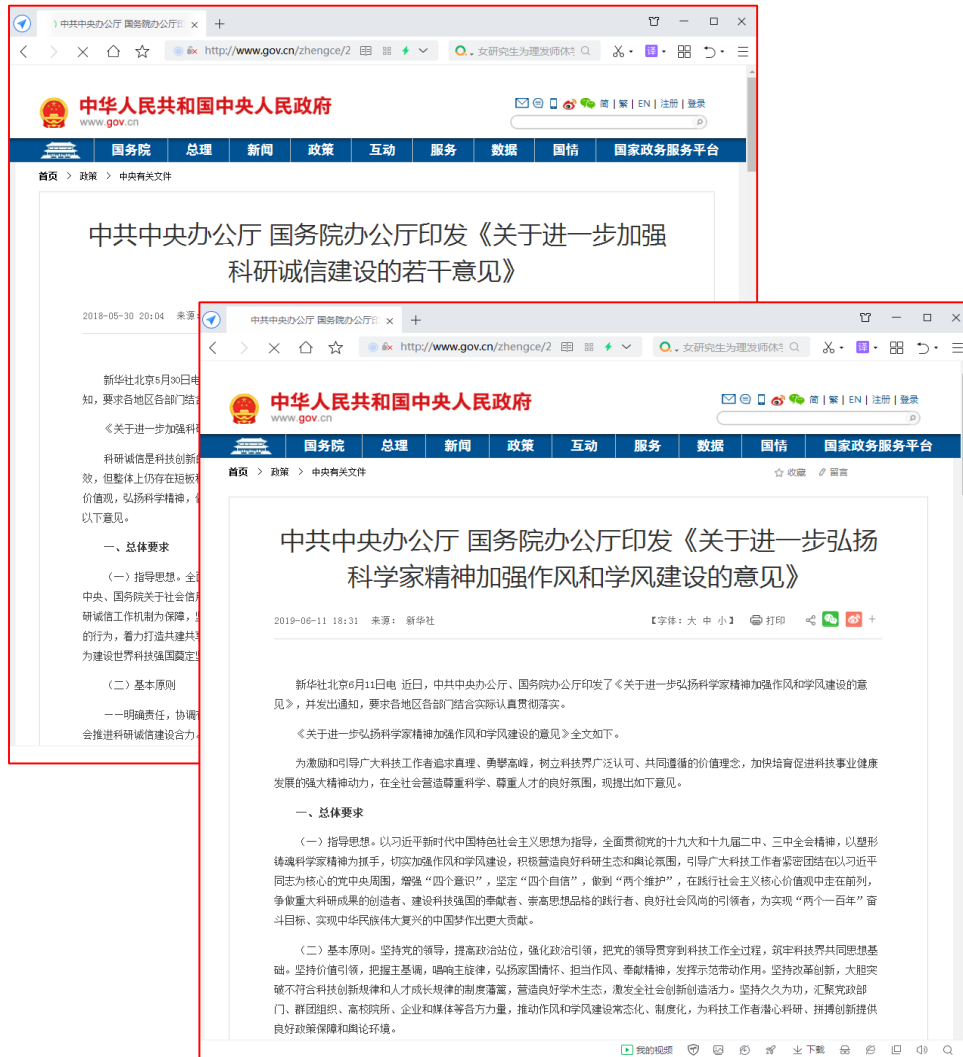 中共中央办公厅 国务院办公厅
http://www.gov.cn/zhengce/2
女研究生为理发师体
中华人民共和国中央人民政府
www.gov.cn
简 | 繁 | EN | 注册 | 登录
国务院 总理 新闻 政策 互动 服务 数据 国情 国家政务服务平台
首页 > 政策 > 中央有关文件
中共中央办公厅 国务院办公厅印发《关于进一步加强
科研诚信建设的若干意见》
2018-05-30 20:04 来源:
新华社北京5月30日电
知,要求各地区各部门结
《关于进一步加强科
科研诚信是科技创新的
效,但整体上仍存在短板
价值观,弘扬科学精神,
以下意见。
一、总体要求
(一)指导思想。全
中央、国务院关于社会信
研诚信工作机制为保障,
的行为,着力打造共建共
为建设世界科技强国奠定
(二)基本原则
——明确责任,协调
会推进科研诚信建设合力
中共中央办公厅 国务院办公厅
http://www.gov.cn/zhengce/2
女研究生为理发师体
中华人民共和国中央人民政府
www.gov.cn
简 | 繁 | EN | 注册 | 登录
国务院 总理 新闻 政策 互动 服务 数据 国情 国家政务服务平台
首页 > 政策 > 中央有关文件 收藏 留言
中共中央办公厅 国务院办公厅印发《关于进一步弘扬
科学家精神加强作风和学风建设的意见》
2019-06-11 18:31 来源: 新华社 【字体:大 中 小】 打印
新华社北京6月11日电 近日,中共中央办公厅、国务院办公厅印发了《关于进一步弘扬科学家精神加强作风和学风建设的意
见》,并发出通知,要求各地区各部门结合实际认真贯彻落实。
《关于进一步弘扬科学家精神加强作风和学风建设的意见》全文如下。
为激励和引导广大科技工作者追求真理、勇攀高峰,树立科技界广泛认可、共同遵循的价值理念,加快培育促进科技事业健康
发展的强大精神动力,在全社会营造尊重科学、尊重人才的良好氛围,现提出如下意见。
一、总体要求
(一)指导思想。以习近平新时代中国特色社会主义思想为指导,全面贯彻党的十九大和十九届二中、三中全会精神,以塑形
铸魂科学家精神为抓手,切实加强作风和学风建设,积极营造良好科研生态和舆论氛围,引导广大科技工作者紧密团结在以习近平
同志为核心的党中央周围,增强“四个意识”,坚定“四个自信”,做到“两个维护”,在践行社会主义核心价值观中走在前列,
争做重大科研成果的创造者、建设科技强国的奉献者、崇高思想品格的践行者、良好社会风尚的引领者,为实现“两个一百年”奋
斗目标、实现中华民族伟大复兴的中国梦作出更大贡献。
(二)基本原则。坚持党的领导,提高政治站位,强化政治引领,把党的领导贯穿到科技工作全过程,筑牢科技界共同思想基
础。坚持价值引领,把握主基调,唱响主旋律,弘扬家国情怀、担当作风、奉献精神,发挥示范带动作用。坚持改革创新,大胆突
破不符合科技创新规律和人才成长规律的制度藩篱,营造良好学术生态,激发全社会创新创造活力。坚持久久为功,汇聚党政部
门、群团组织、高校院所、企业和媒体等各方力量,推动作风和学风建设常态化、制度化,为科技工作者潜心科研、拼搏创新提供
良好政策保障和舆论环境。
我的视频 下载